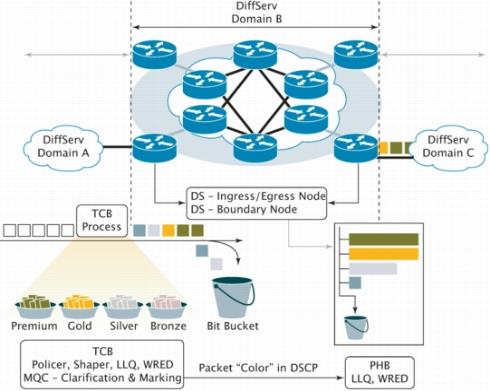 DiffServ
Domain B
DiffServ
Domain A
DiffServ
Domain C
DS – Ingress/Egress Node
DS – Boundary Node
TCB
Process
Premium
Gold
Silver
Bronze
Bit Bucket
TCB
Policer, Shaper, LLQ, WRED
MQC – Clarification & Marking
Packet “Color” in DSCP
PHB
LLQ, WRED